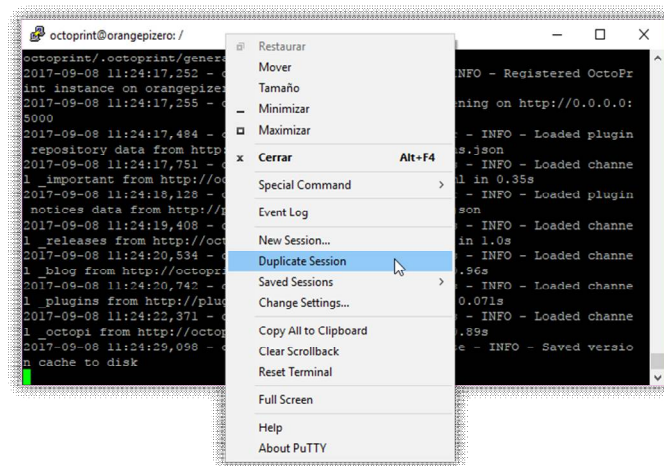 octoprint@orangepizero: /
octoprint/.octoprint/genera
2017-09-08 11:24:17,252 - INFO - Registered OctoPr
int instance on orangepizer
2017-09-08 11:24:17,255 - ening on http://0.0.0.0:
5000
2017-09-08 11:24:17,484 - - INFO - Loaded plugin
repository data from http: s.json
2017-09-08 11:24:17,751 - - INFO - Loaded channe
l _important from http://oc l in 0.35s
2017-09-08 11:24:18,128 - - INFO - Loaded plugin
notices data from http://p son
2017-09-08 11:24:19,408 - - INFO - Loaded channe
l _releases from http://oct in 1.0s
2017-09-08 11:24:20,534 - - INFO - Loaded channe
l _blog from http://octopri .96s
2017-09-08 11:24:20,742 - - INFO - Loaded channe
l _plugins from http://plug 0.071s
2017-09-08 11:24:22,371 - - INFO - Loaded channe
l _octopi from http://octop .89s
2017-09-08 11:24:29,098 - e - INFO - Saved versio
n cache to disk
Restaurar
Mover
Tamaño
Minimizar
Maximizar
Cerrar Alt+F4
Special Command
Event Log
New Session...
Duplicate Session
Saved Sessions
Change Settings...
Copy All to Clipboard
Clear Scrollback
Reset Terminal
Full Screen
Help
About PuTTY